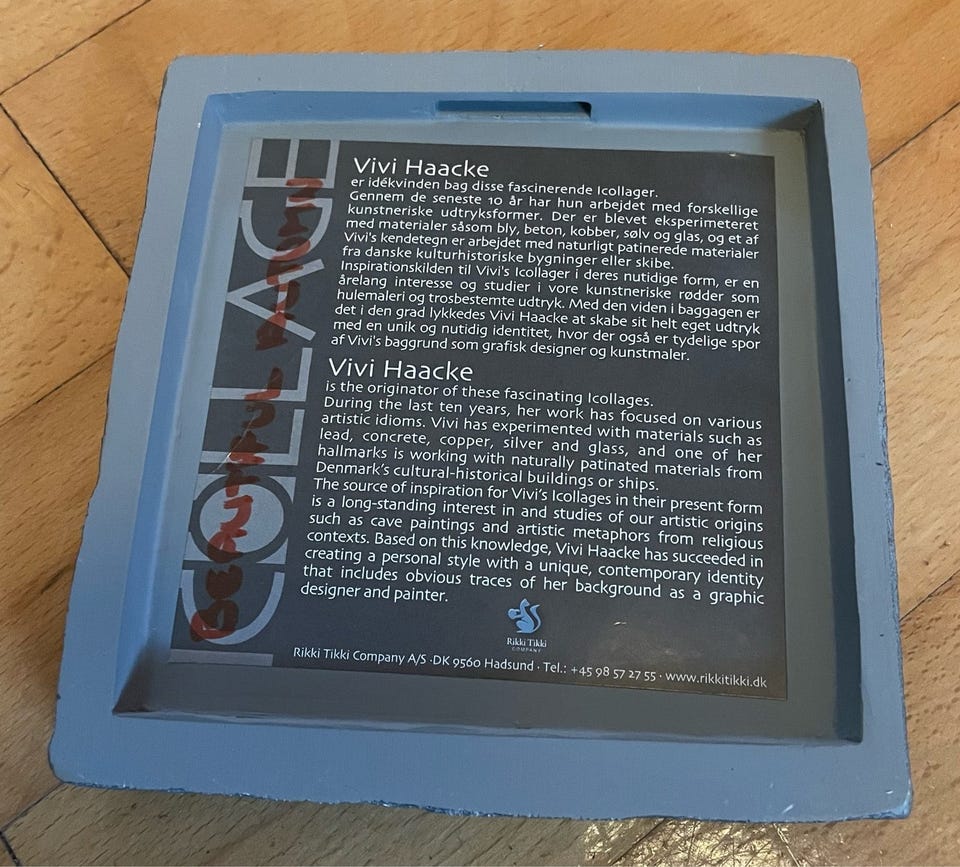 ICOLLAGE
BEAUTIFUL AUTUMN
Vivi Haacke
er idékvinden bag disse fascinerende Icollager.
Gennem de seneste 10 år har hun arbejdet med forskellige
kunstneriske udtryksformer. Der er blevet eksperimenteret
med materialer såsom bly, beton, kobber, sølv og glas, og et af
Vivi's kendetegn er arbejdet med naturligt patinerede materialer
fra danske kulturhistoriske bygninger eller skibe.
Inspirationskilden til Vivi's Icollager i deres nutidige form, er en
årelang interesse og studier i vore kunstneriske rødder som
hulemaleri og trosbestemte udtryk. Med den viden i baggagen er
det i den grad lykkedes Vivi Haacke at skabe sit helt eget udtryk
med en unik og nutidig identitet, hvor der også er tydelige spor
af Vivi's baggrund som grafisk designer og kunstmaler.
Vivi Haacke
is the originator of these fascinating Icollages.
During the last ten years, her work has focused on various
artistic idioms. Vivi has experimented with materials such as
lead, concrete, copper, silver and glass, and one of her
hallmarks is working with naturally patinated materials from
Denmark's cultural-historical buildings or ships.
The source of inspiration for Vivi's Icollages in their present form
is a long-standing interest in and studies of our artistic origins
such as cave paintings and artistic metaphors from religious
contexts. Based on this knowledge, Vivi Haacke has succeeded in
creating a personal style with a unique, contemporary identity
that includes obvious traces of her background as a graphic
designer and painter.
Rikki Tikki
COMPANY
Rikki Tikki Company A/S · DK 9560 Hadsund · Tel.: +45 98 57 27 55 · www.rikkitikki.dk